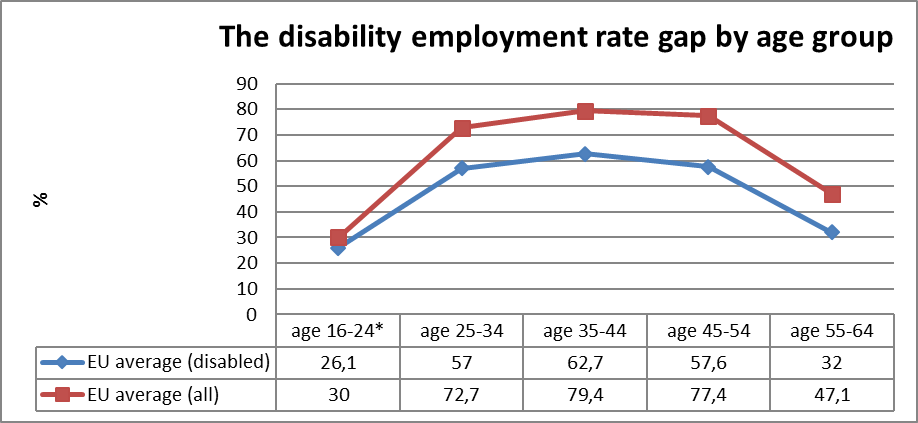 The disability employment rate gap by age group
%
90
80
70
60
50
40
30
20
10
0
age 16-24* age 25-34 age 35-44 age 45-54 age 55-64
EU average (disabled) 26,1 57 62,7 57,6 32
EU average (all) 30 72,7 79,4 77,4 47,1